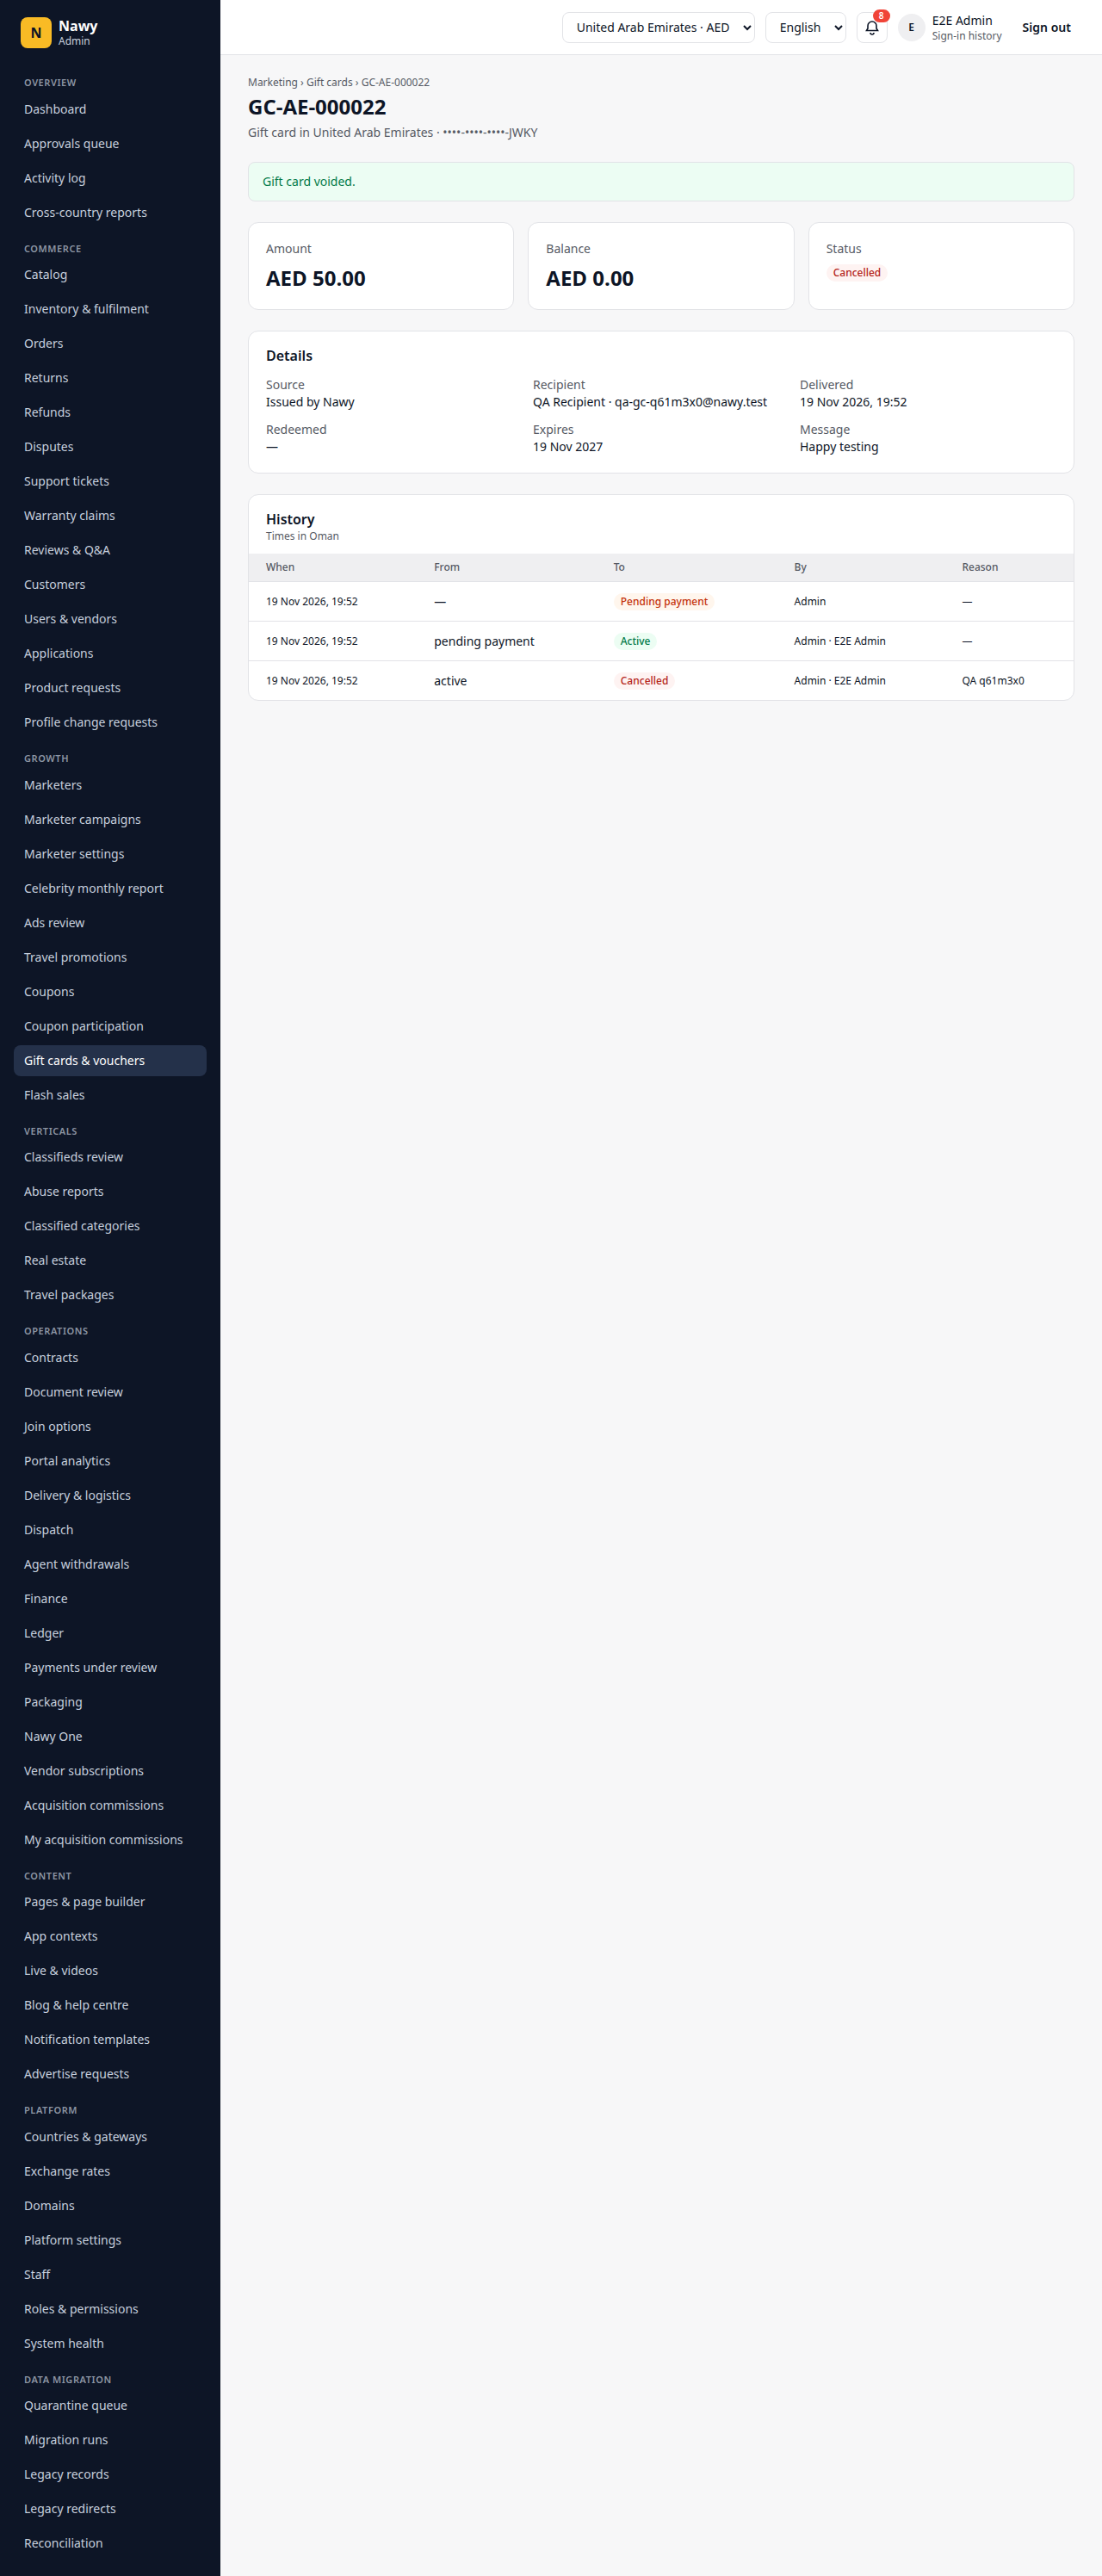 N
Nawy
Admin
OVERVIEW
Dashboard
Approvals queue
Activity log
Cross-country reports
COMMERCE
Catalog
Inventory & fulfilment
Orders
Returns
Refunds
Disputes
Support tickets
Warranty claims
Reviews & Q&A
Customers
Users & vendors
Applications
Product requests
Profile change requests
GROWTH
Marketers
Marketer campaigns
Marketer settings
Celebrity monthly report
Ads review
Travel promotions
Coupons
Coupon participation
Gift cards & vouchers
Flash sales
VERTICALS
Classifieds review
Abuse reports
Classified categories
Real estate
Travel packages
OPERATIONS
Contracts
Document review
Join options
Portal analytics
Delivery & logistics
Dispatch
Agent withdrawals
Finance
Ledger
Payments under review
Packaging
Nawy One
Vendor subscriptions
Acquisition commissions
My acquisition commissions
CONTENT
Pages & page builder
App contexts
Live & videos
Blog & help centre
Notification templates
Advertise requests
PLATFORM
Countries & gateways
Exchange rates
Domains
Platform settings
Staff
Roles & permissions
System health
DATA MIGRATION
Quarantine queue
Migration runs
Legacy records
Legacy redirects
Reconciliation
United Arab Emirates · AED
English
8
E
E2E Admin
Sign-in history
Sign out
Marketing › Gift cards › GC-AE-000022
GC-AE-000022
Gift card in United Arab Emirates · ••••-••••-••••-JWKY
Gift card voided.
Amount
AED 50.00
Balance
AED 0.00
Status
Cancelled
Details
Source Recipient Delivered
Issued by Nawy QA Recipient · qa-gc-q61m3x0@nawy.test 19 Nov 2026, 19:52
Redeemed Expires Message
— 19 Nov 2027 Happy testing
History
Times in Oman
When From To By Reason
19 Nov 2026, 19:52 — Pending payment Admin —
19 Nov 2026, 19:52 pending payment Active Admin · E2E Admin —
19 Nov 2026, 19:52 active Cancelled Admin · E2E Admin QA q61m3x0